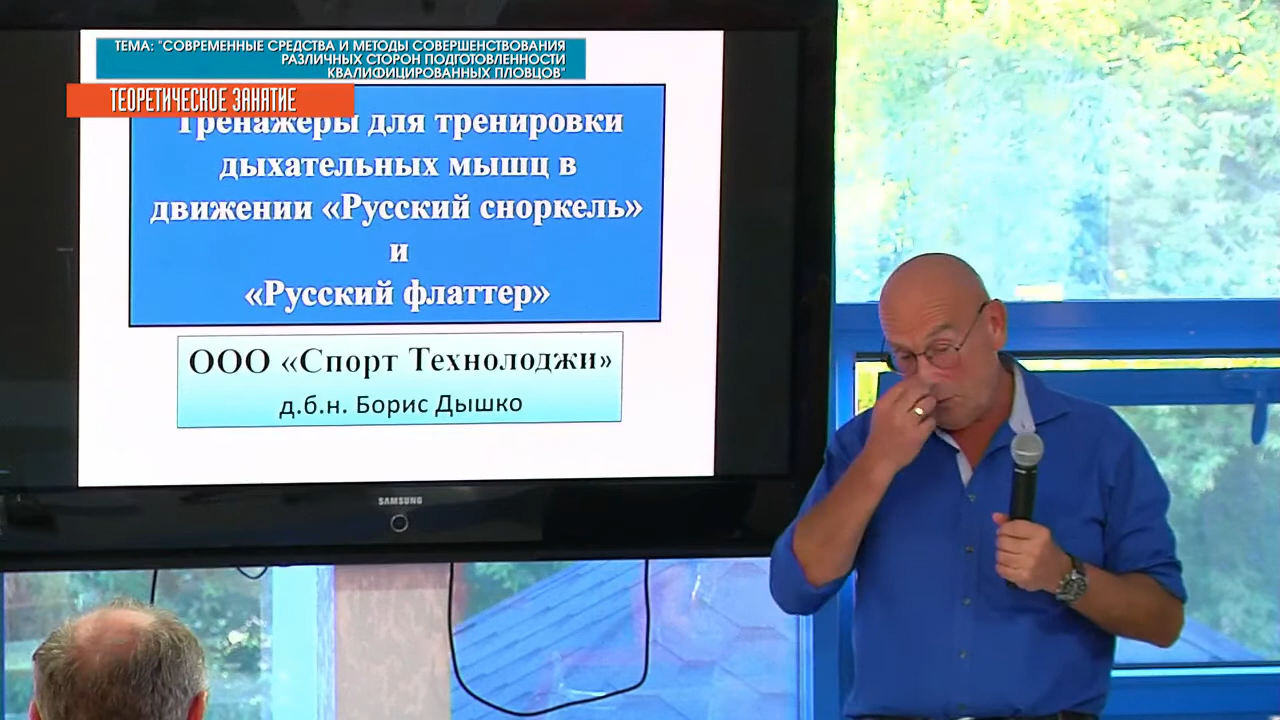 ТЕМА: "СОВРЕМЕННЫЕ СРЕДСТВА И МЕТОДЫ СОВЕРШЕНСТВОВАНИЯ
РАЗЛИЧНЫХ СТОРОН ПОДГОТОВЛЕННОСТИ
КВАЛИФИЦИРОВАННЫХ ПЛОВЦОВ"
ТЕОРЕТИЧЕСКОЕ ЗАНЯТИЕ
Тренажеры для тренировки
дыхательных мышц в
движении «Русский сноркель»
и
«Русский флаттер»
ООО «Спорт Технолоджи»
д.б.н. Борис Дышко
SAMSUNG